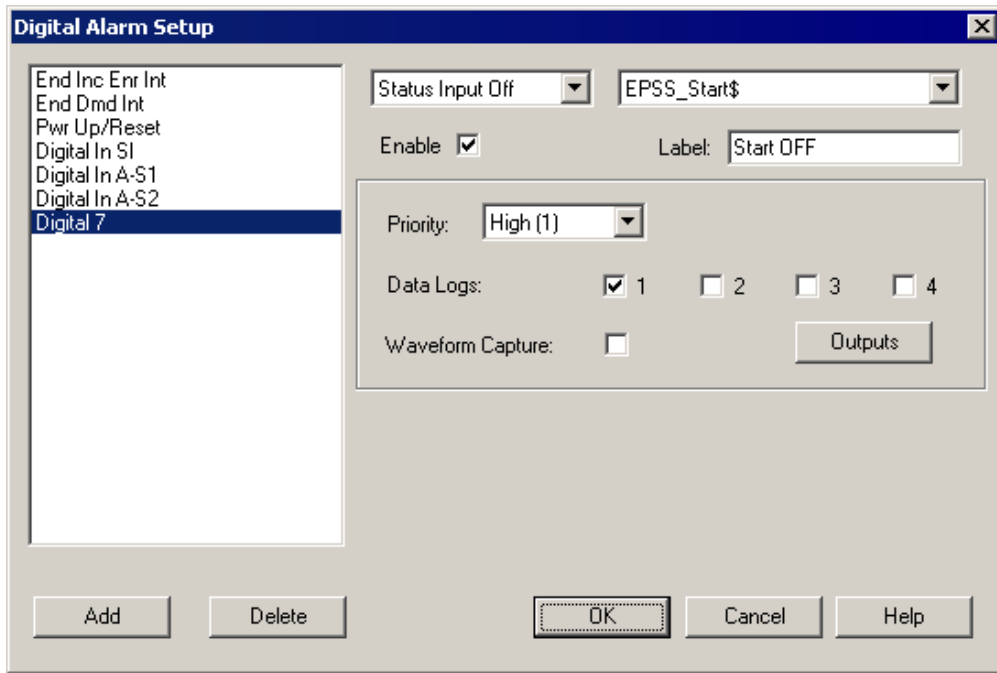 Digital Alarm Setup
End Inc Enr Int
End Dmd Int
Pwr Up/Reset
Digital In SI
Digital In A-S1
Digital In A-S2
Digital 7
Status Input Off
EPSS_Start$
Enable
Label: Start OFF
Priority: High (1)
Data Logs: 1 2 3 4
Waveform Capture:
Outputs
Add Delete OK Cancel Help